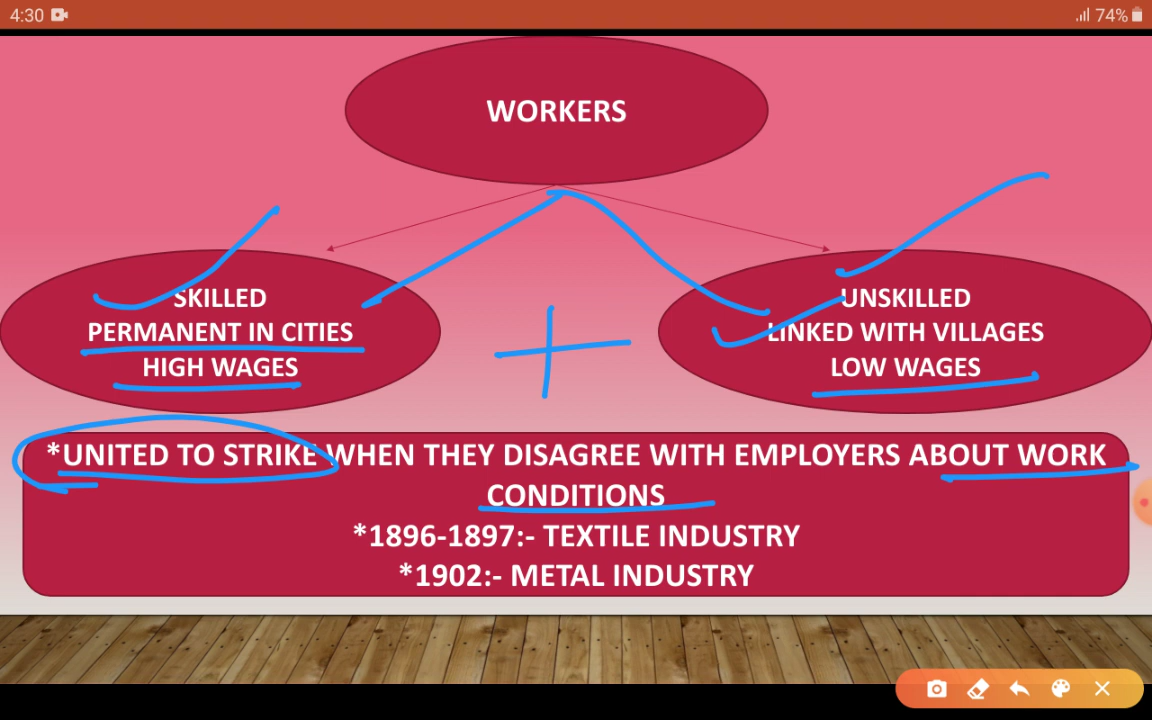 4:30
74%
WORKERS
SKILLED
PERMANENT IN CITIES
HIGH WAGES
UNSKILLED
LINKED WITH VILLAGES
LOW WAGES
*UNITED TO STRIKE WHEN THEY DISAGREE WITH EMPLOYERS ABOUT WORK
CONDITIONS
*1896-1897:- TEXTILE INDUSTRY
*1902:- METAL INDUSTRY